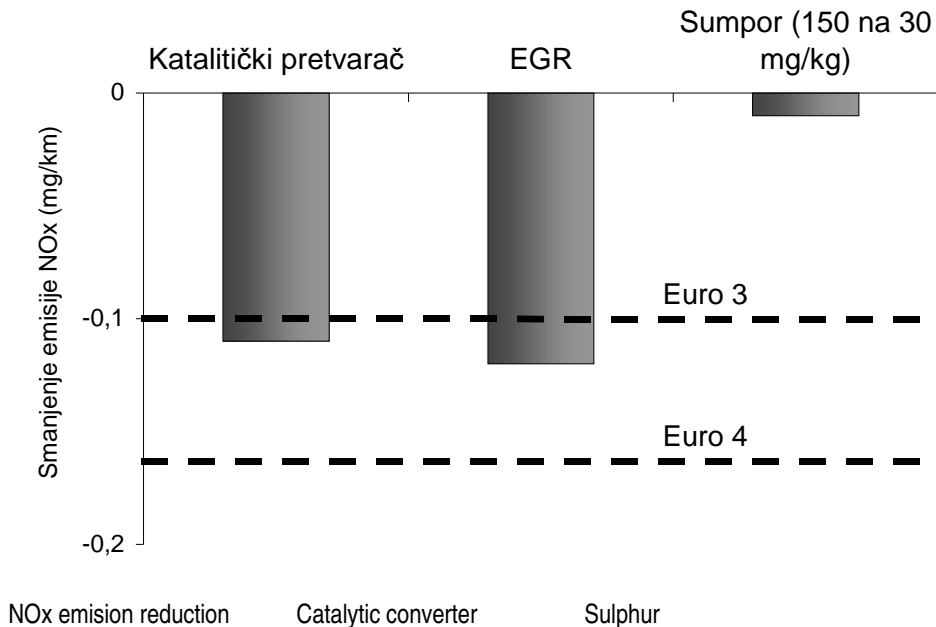 Sumpor (150 na 30
mg/kg)
Katalitički pretvarač
EGR
0
-0,1
-0,2
Smanjenje emisije NOx (mg/km)
Euro 3
Euro 4
NOx emision reduction
Catalytic converter
Sulphur